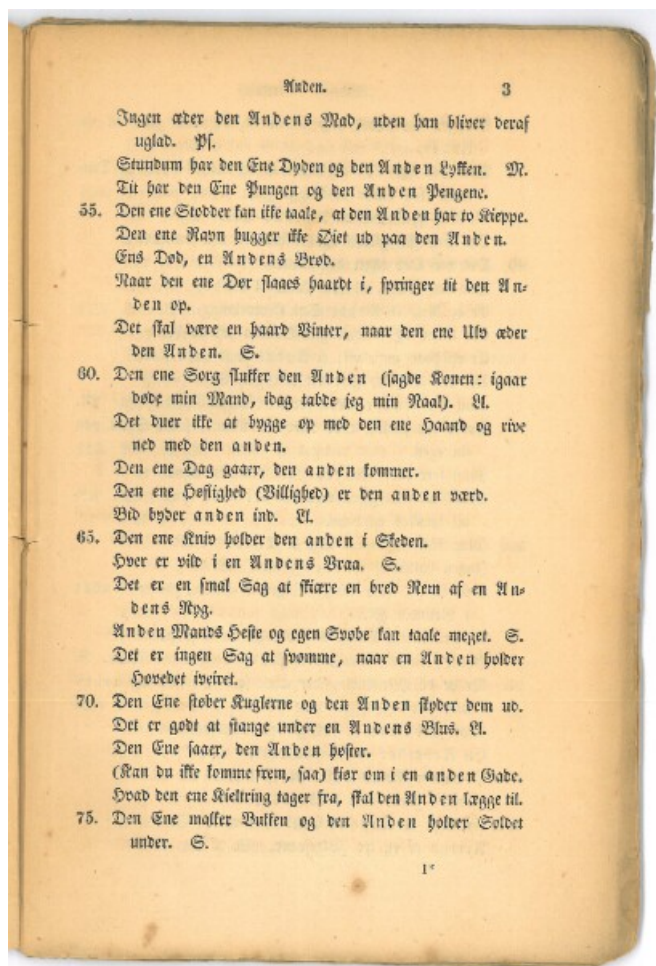 Anden. 3
Ingen æder den Andens Mad, uden han bliver deraf
uglad. Ps.
Stundum har den Ene Dyden og den Anden Lykken. M.
Tit har den Ene Pungen og den Anden Pengene.
55. Den ene Stodder kan ikke taale, at den Anden har to Kieppe.
Den ene Ravn hugger ikke Øiet ud paa den Anden.
Ens Død, en Andens Brød.
Naar den ene Dør slaaes haardt i, springer tit den An-
den op.
Det skal være en haard Vinter, naar den ene Ulv æder
den Anden. S.
60. Den ene Sorg slukker den Anden (sagde Konen: igaar
døde min Mand, idag tabde jeg min Naal). Ll.
Det duer ikke at bygge op med den ene Haand og rive
ned med den anden.
Den ene Dag gaaer, den anden kommer.
Den ene Høflighed (Villighed) er den anden værd.
Bid byder anden ind. Ll.
65. Den ene Kniv holder den anden i Skeden.
Hver er vild i en Andens Vraa. S.
Det er en smal Sag at skiære en bred Rem af en An-
dens Ryg.
Anden Mands Heste og egen Svøbe kan taale meget. S.
Det er ingen Sag at svømme, naar en Anden holder
Hovedet iveiret.
70. Den Ene støber Kuglerne og den Anden skyder dem ud.
Det er godt at stange under en Andens Blus. Ll.
Den Ene saaer, den Anden høster.
(Kan du ikke komme frem, saa) kiør om i en anden Gade.
Hvad den ene Kieltring tager fra, skal den Anden lægge til.
75. Den Ene malker Bukken og den Anden holder Soldet
under. S.
1*